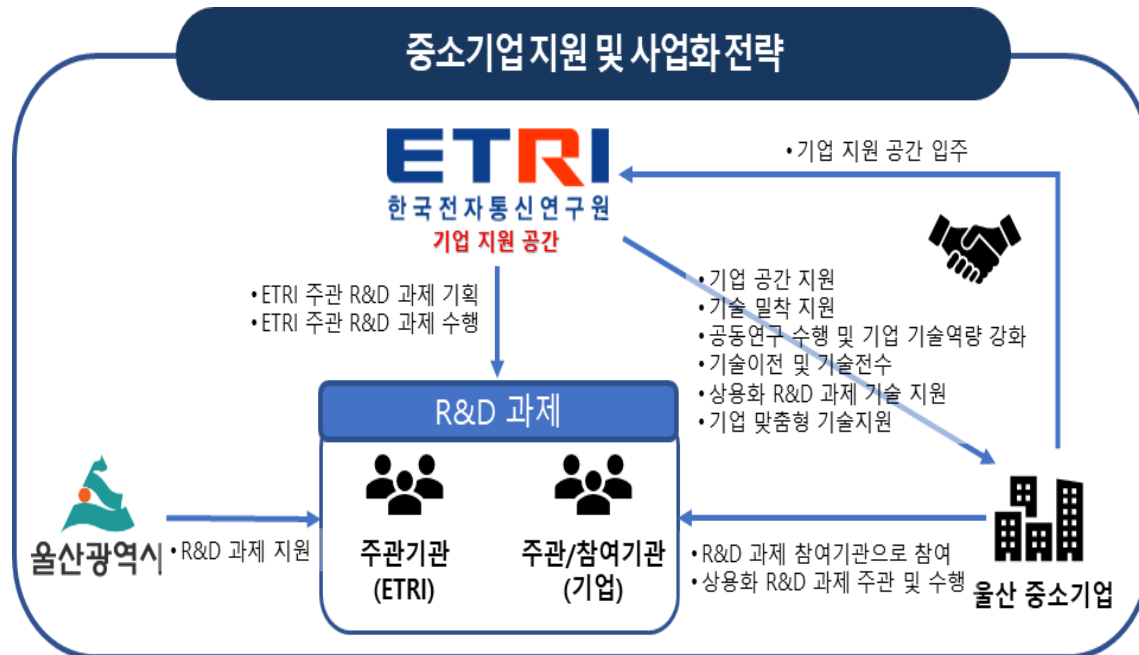 중소기업 지원 및 사업화 전략
ETRI
한국전자통신연구원
기업 지원 공간
• 기업 지원 공간 입주
• ETRI 주관 R&D 과제 기획
• ETRI 주관 R&D 과제 수행
• 기업 공간 지원
• 기술 밀착 지원
• 공동연구 수행 및 기업 기술역량 강화
• 기술이전 및 기술전수
• 상용화 R&D 과제 기술 지원
• 기업 맞춤형 기술지원
R&D 과제
주관기관
(ETRI)
주관/참여기관
(기업)
울산광역시
• R&D 과제 지원
• R&D 과제 참여기관으로 참여
• 상용화 R&D 과제 주관 및 수행
울산 중소기업